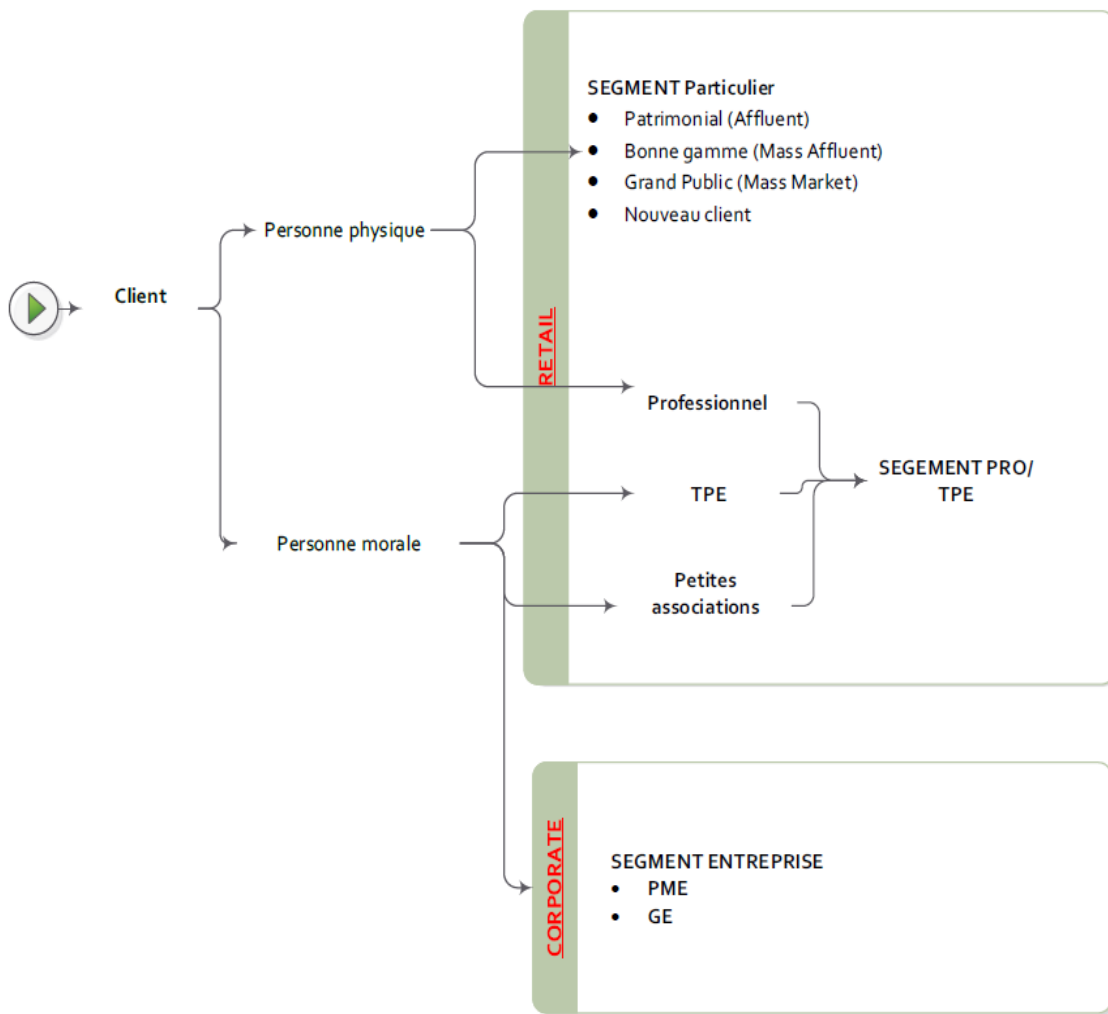 SEGMENT Particulier
• Patrimonial (Affluent)
• Bonne gamme (Mass Affluent)
• Grand Public (Mass Market)
• Nouveau client
Personne physique
Client
RETAIL
Professionnel
SEGEMENT PRO/
TPE
TPE
Personne morale
Petites
associations
CORPORATE
SEGMENT ENTREPRISE
• PME
• GE